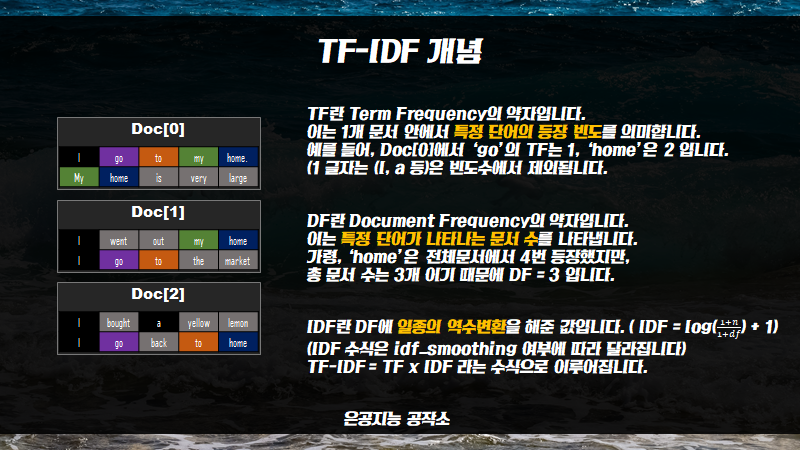 TF-IDF 개념
Doc[0]
I go to my home.
My home is very large
Doc[1]
I went out my home
I go to the market
Doc[2]
I bought a yellow lemon
I go back to home
TF란 Term Frequency의 약자입니다.
이는 1개 문서 안에서 특정 단어의 등장 빈도를 의미합니다.
예를 들어, Doc[0]에서 ‘go’의 TF는 1, ‘home’은 2 입니다.
(1 글자는 (I, a 등)은 빈도수에서 제외됩니다.
DF란 Document Frequency의 약자입니다.
이는 특정 단어가 나타나는 문서 수를 나타냅니다.
가령, ‘home’은 전체문서에서 4번 등장했지만,
총 문서 수는 3개 이기 때문에 DF = 3 입니다.
IDF란 DF에 일종의 역수변환을 해준 값입니다. ( IDF = log(\frac{1+n}{1+df}) + 1)
(IDF 수식은 idf_smoothing 여부에 따라 달라집니다)
TF-IDF = TF x IDF 라는 수식으로 이루어집니다.
은공지능 공작소